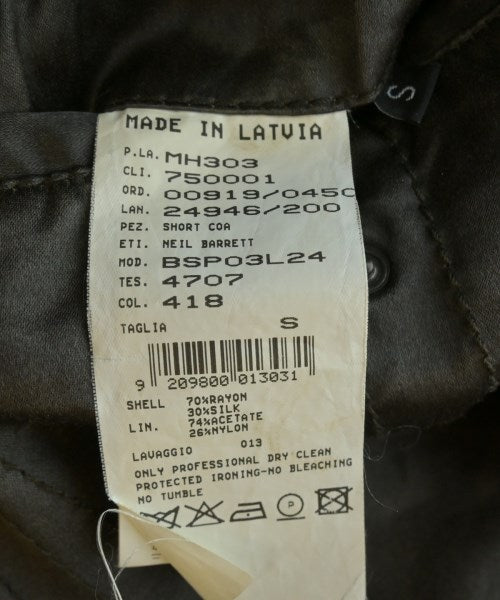 S
MADE IN LATVIA
P.LA. MH303
CLI. 750001
ORD. 00919/0450
LAN. 24946/200
PEZ. SHORT COA
ETI. NEIL BARRETT
MOD. BSP03L24
TES. 4707
COL. 418
TAGLIA S
9 209800 013031
SHELL 70%RAYON
30%SILK
LIN. 74%ACETATE
26%NYLON
LAVAGGIO 013
ONLY PROFESSIONAL DRY CLEAN
PROTECTED IRONING-NO BLEACHING
NO TUMBLE
P